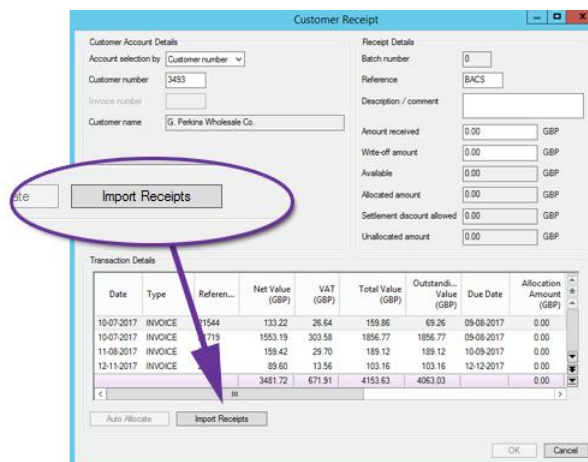 Customer Receipt
Customer Account Details
Account selection by Customer number
Customer number 3493
Invoice number
Customer name G. Perkins Wholesale Co.
Receipt Details
Batch number 0
Reference BACS
Description / comment
Amount received 0.00 GBP
Write-off amount 0.00 GBP
Available 0.00 GBP
Allocated amount 0.00 GBP
Settlement discount allowed 0.00 GBP
Unallocated amount 0.00 GBP
ate Import Receipts
Transaction Details
Date Type Referen... Net Value (GBP) VAT (GBP) Total Value (GBP) Outstandi... Value (GBP) Due Date Allocation Amount (GBP)
10-07-2017 INVOICE 21544 133.22 26.64 159.86 69.26 09-08-2017 0.00
10-07-2017 INVOICE 1553.19 303.58 1856.77 1856.77 09-08-2017 0.00
11-08-2017 INVOICE 159.42 29.70 189.12 189.12 10-09-2017 0.00
12-11-2017 INVOICE 89.60 13.56 103.16 103.16 12-12-2017 0.00
3481.72 671.91 4153.63 4063.03 0.00
Auto Allocate Import Receipts
OK Cancel